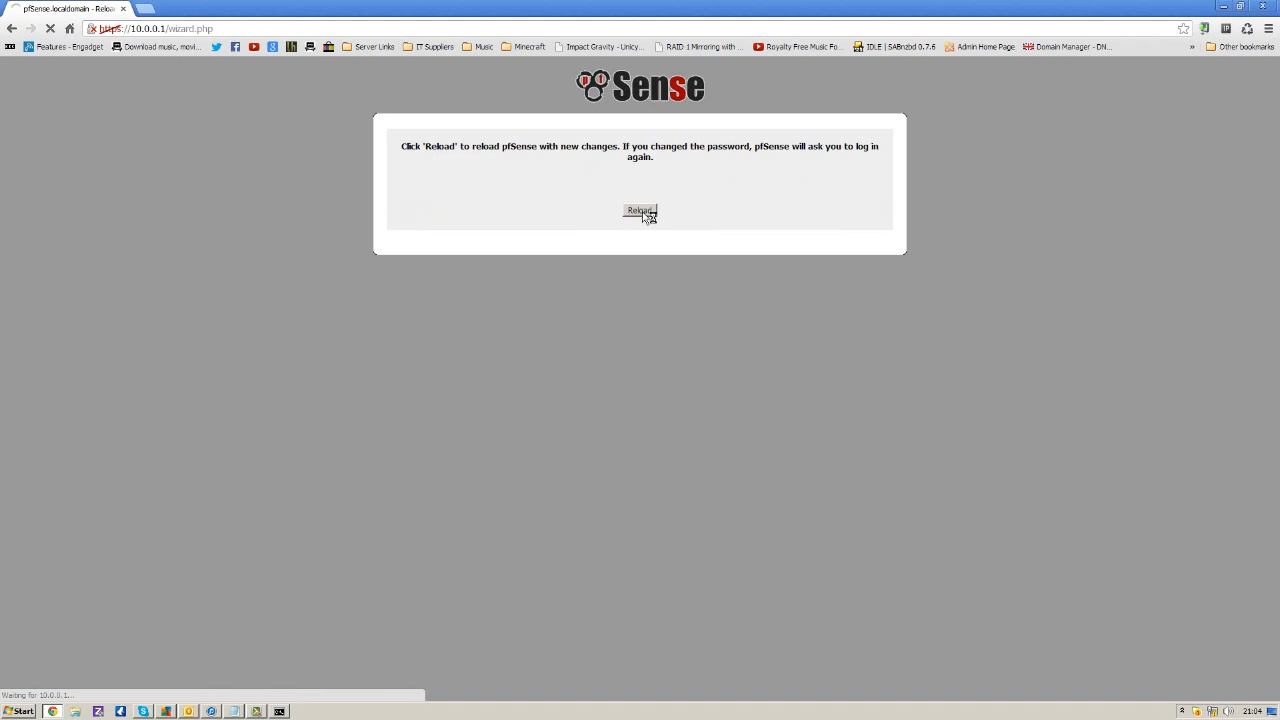 pfSense.localdomain - Reloa
https://10.0.0.1/wizard.php
Features - Engadget
Download music, movi...
Server Links
IT Suppliers
Music
Minecraft
Impact Gravity - Unicy...
RAID 1 Mirroring with ...
Royalty Free Music Fo...
IDLE | SABnzbd 0.7.6
Admin Home Page
Domain Manager - DN...
»
Other bookmarks
pf Sense
Click 'Reload' to reload pfSense with new changes. If you changed the password, pfSense will ask you to log in
again.
Reload
Waiting for 10.0.0.1...
Start
21:04